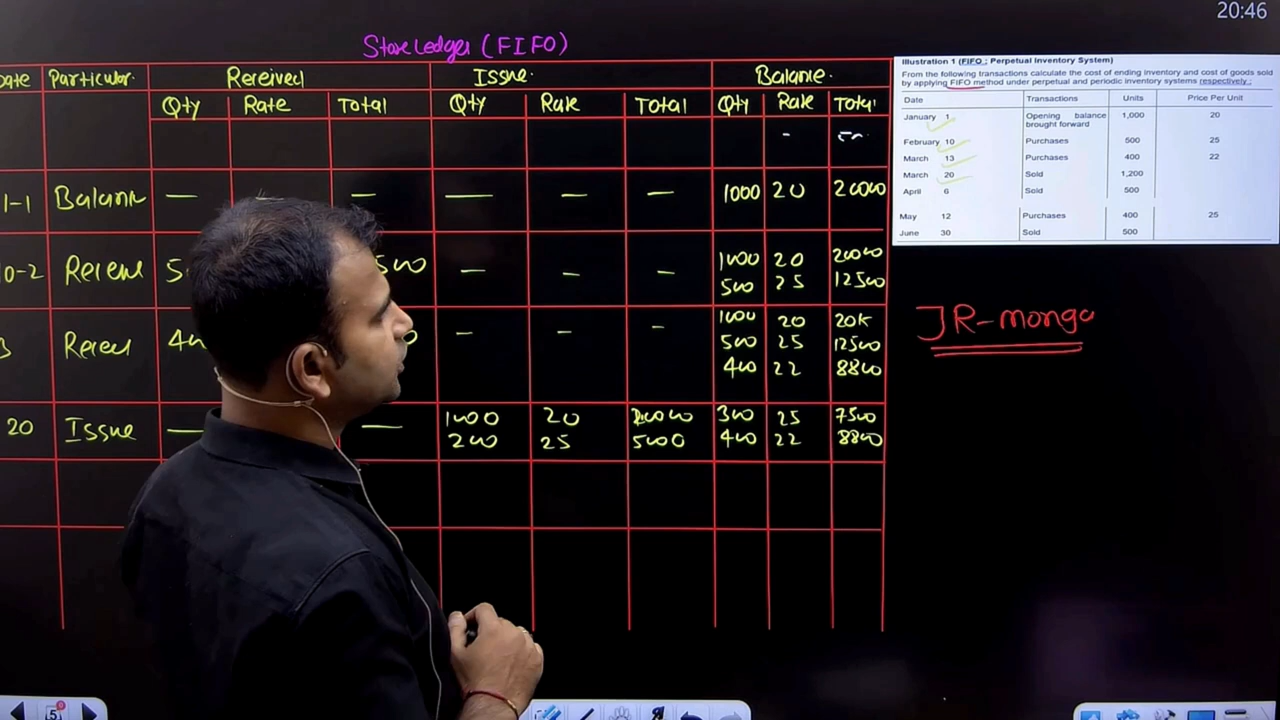 20:46
Store Ledger (FIFO)
Date Particular Received Issue. Balance.
Qty Rate Total Qty Rate Total Qty Rate Total
1-1 Balance — — — — — 1000 20 20000
10-2 — — — 1000 20 20000
500 25 12500
— — — 1000 20 20K
500 25 12500
400 22 8800
20 Issue — — 1000 20 20000 300 25 7500
200 25 5000 400 22 8800
Illustration 1 (FIFO : Perpetual Inventory System)
From the following transactions calculate the cost of ending inventory and cost of goods sold
by applying FIFO method under perpetual and periodic inventory systems respectively :
Date Transactions Units Price Per Unit
January 1 Opening balance 1,000 20
brought forward
February 10 Purchases 500 25
March 13 Purchases 400 22
March 20 Sold 1,200
April 6 Sold 500
May 12 Purchases 400 25
June 30 Sold 500
JR-monga
5